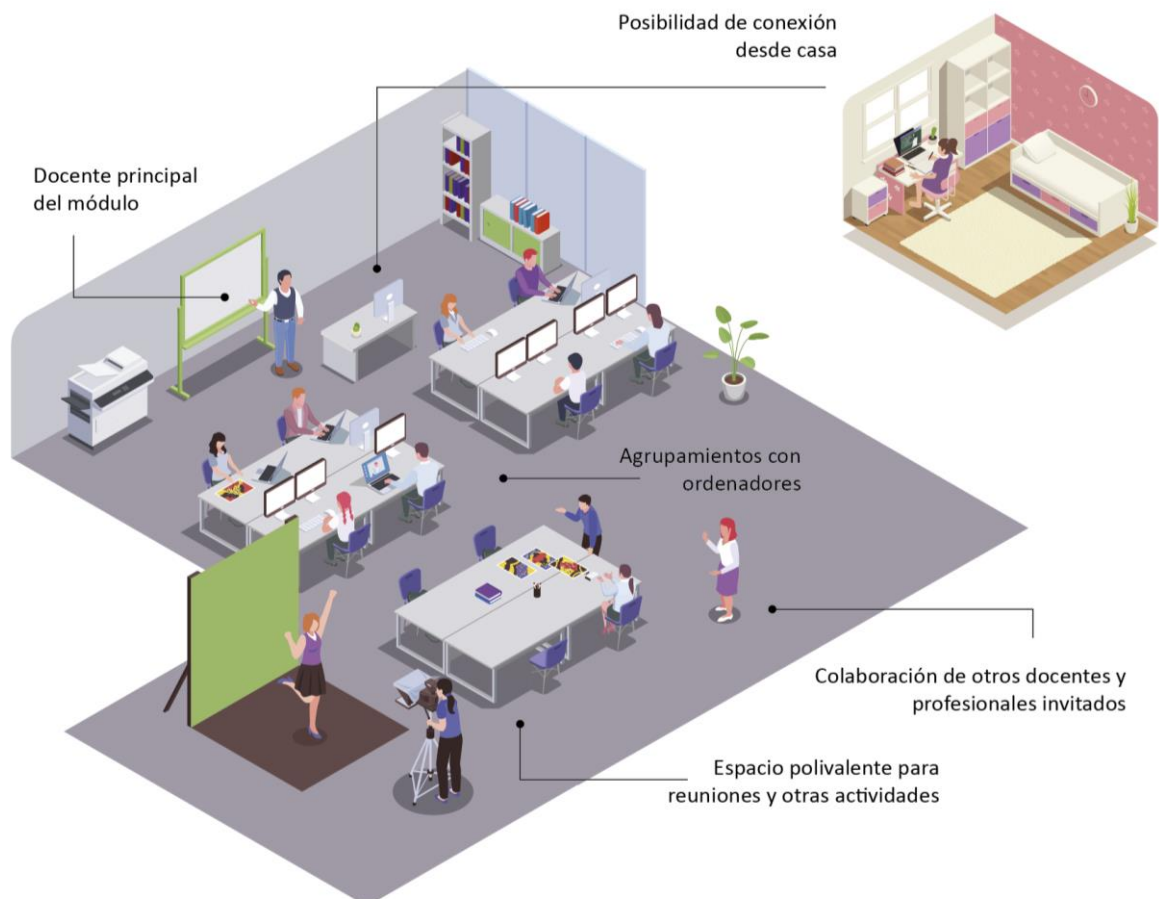 Posibilidad de conexión
desde casa
Docente principal
del módulo
Agrupamientos con
ordenadores
Colaboración de otros docentes y
profesionales invitados
Espacio polivalente para
reuniones y otras actividades